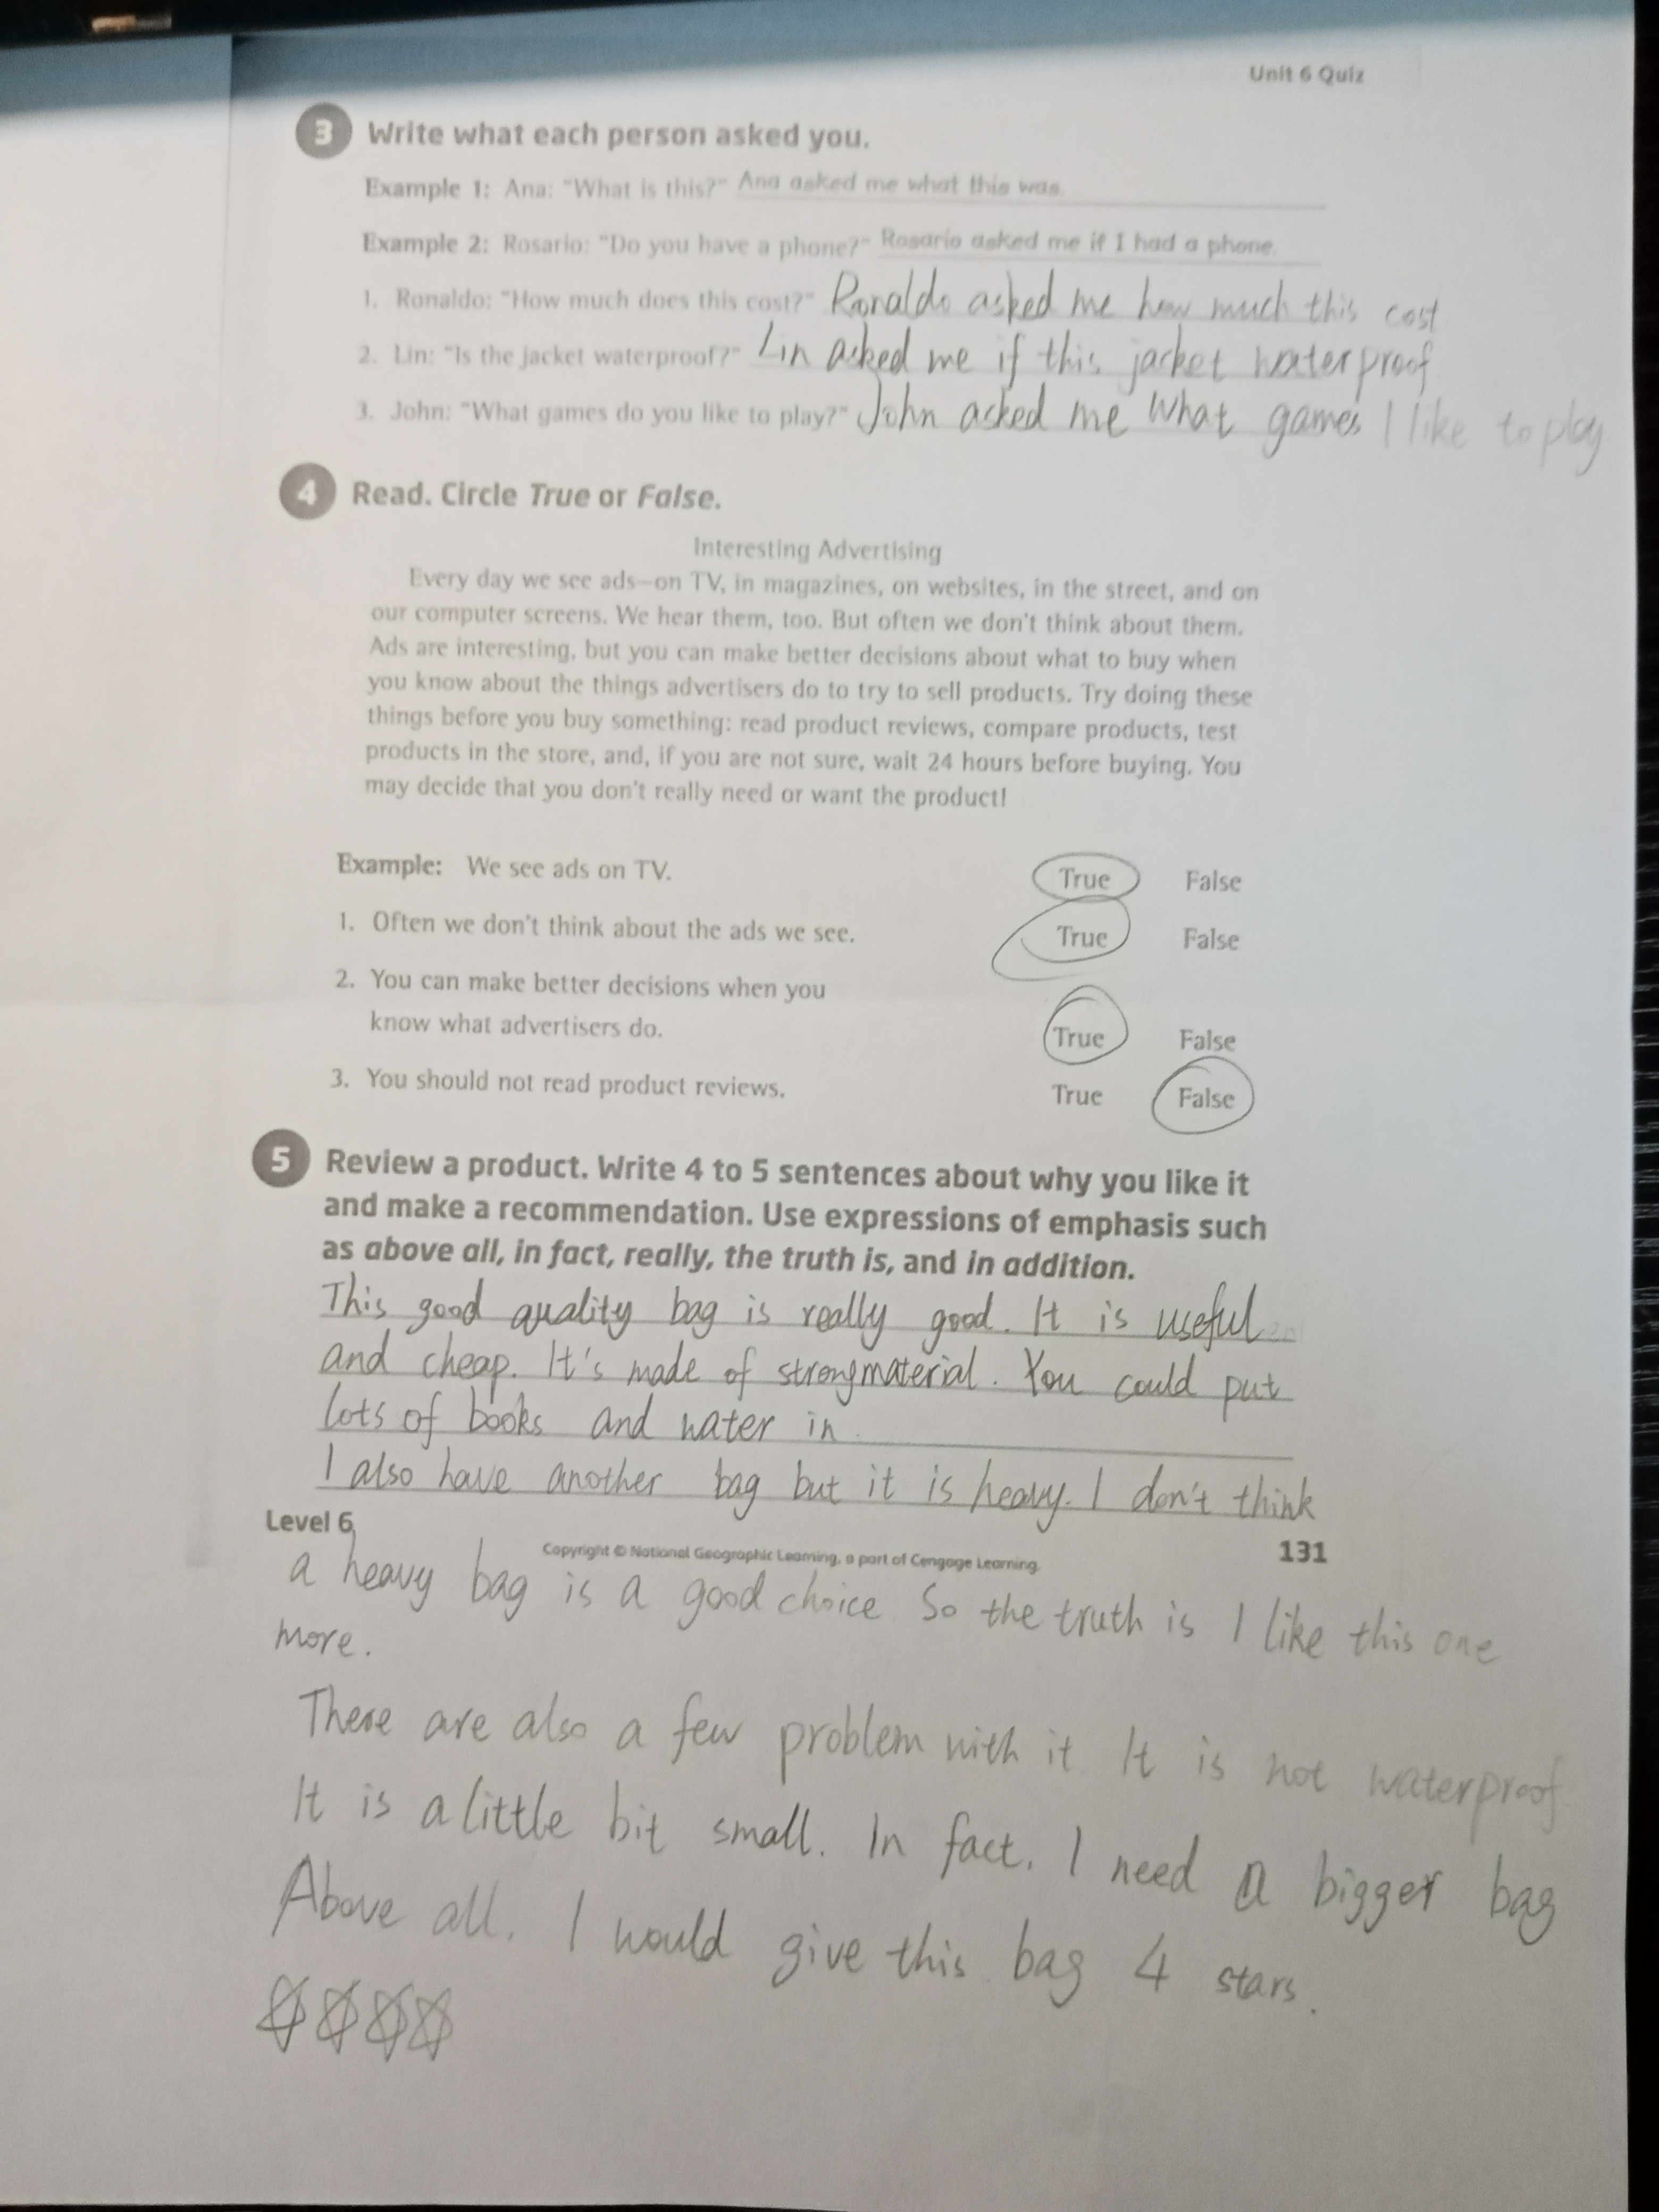 Unit 6 Quiz
3 Write what each person asked you.
Example 1: Ana: "What is this?" Ana asked me what this was.
Example 2: Rosario: "Do you have a phone?" Rosario asked me if I had a phone.
1. Ronaldo: "How much does this cost?" Ronaldo asked me how much this cost
2. Lin: "Is the jacket waterproof?" Lin asked me if this jacket waterproof
3. John: "What games do you like to play?" John asked me What games I like to play
4 Read. Circle True or False.
Interesting Advertising
Every day we see ads—on TV, in magazines, on websites, in the street, and on
our computer screens. We hear them, too. But often we don't think about them.
Ads are interesting, but you can make better decisions about what to buy when
you know about the things advertisers do to try to sell products. Try doing these
things before you buy something: read product reviews, compare products, test
products in the store, and, if you are not sure, wait 24 hours before buying. You
may decide that you don't really need or want the product!
Example: We see ads on TV. True False
1. Often we don't think about the ads we see. True False
2. You can make better decisions when you
know what advertisers do. True False
3. You should not read product reviews. True False
5 Review a product. Write 4 to 5 sentences about why you like it
and make a recommendation. Use expressions of emphasis such
as above all, in fact, really, the truth is, and in addition.
This good quality bag is really good. It is useful
and cheap. It's made of strong material. You could put
lots of books and water in.
I also have another bag but it is heavy. I don't think
Level 6
Copyright © National Geographic Learning, a part of Cengage Learning.
131
a heavy bag is a good choice So the truth is I like this one
more.
There are also a few problem with it. It is not waterproof.
It is a little bit small. In fact, I need a bigger bag
Above all, I would give this bag 4 stars.